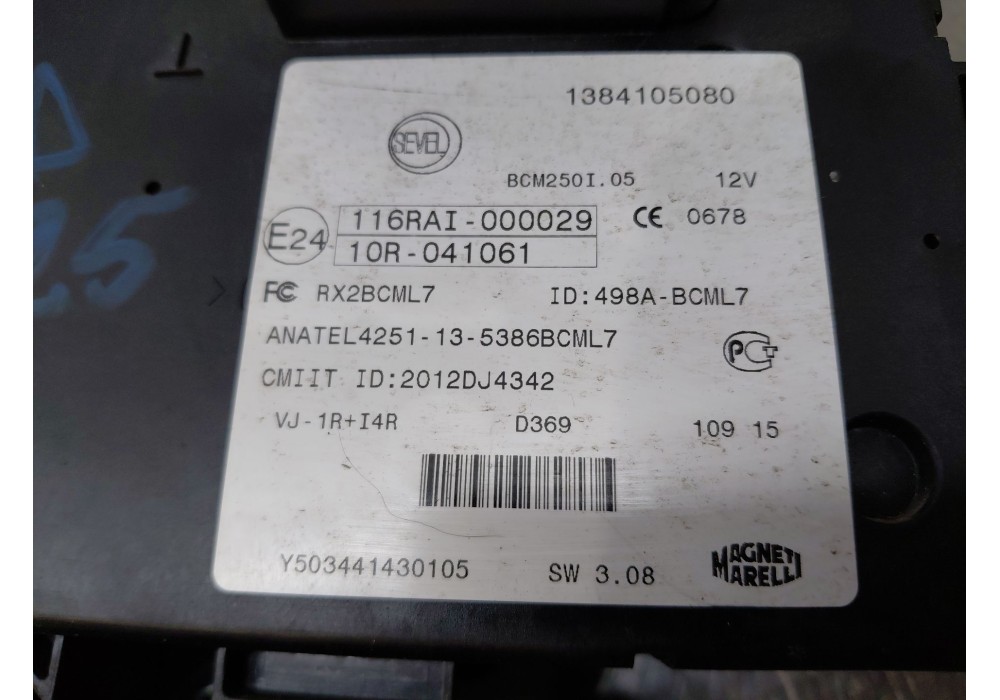 1384105080
SEVEL
BCM250I.05 12V
E24 116RAI-000029 CE 0678
10R-041061
FC RX2BCML7 ID:498A-BCML7
ANATEL4251-13-5386BCML7
CMIIT ID:2012DJ4342
VJ-1R+I4R D369 109 15
Y503441430105 SW 3.08
MAGNETI
MARELLI